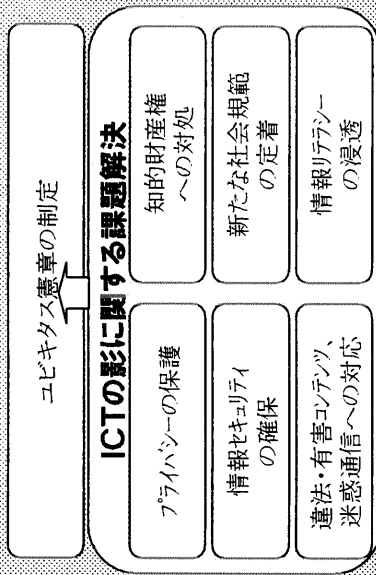 ユビキタス憲章の制定
ICTの影に関する課題解決
プライバシーの保護
知的財産権
への対処
情報セキュリティ
の確保
新たな社会規範
の定着
違法・有害コンテンツ、
迷惑通信への対応
情報リテラシー
の浸透